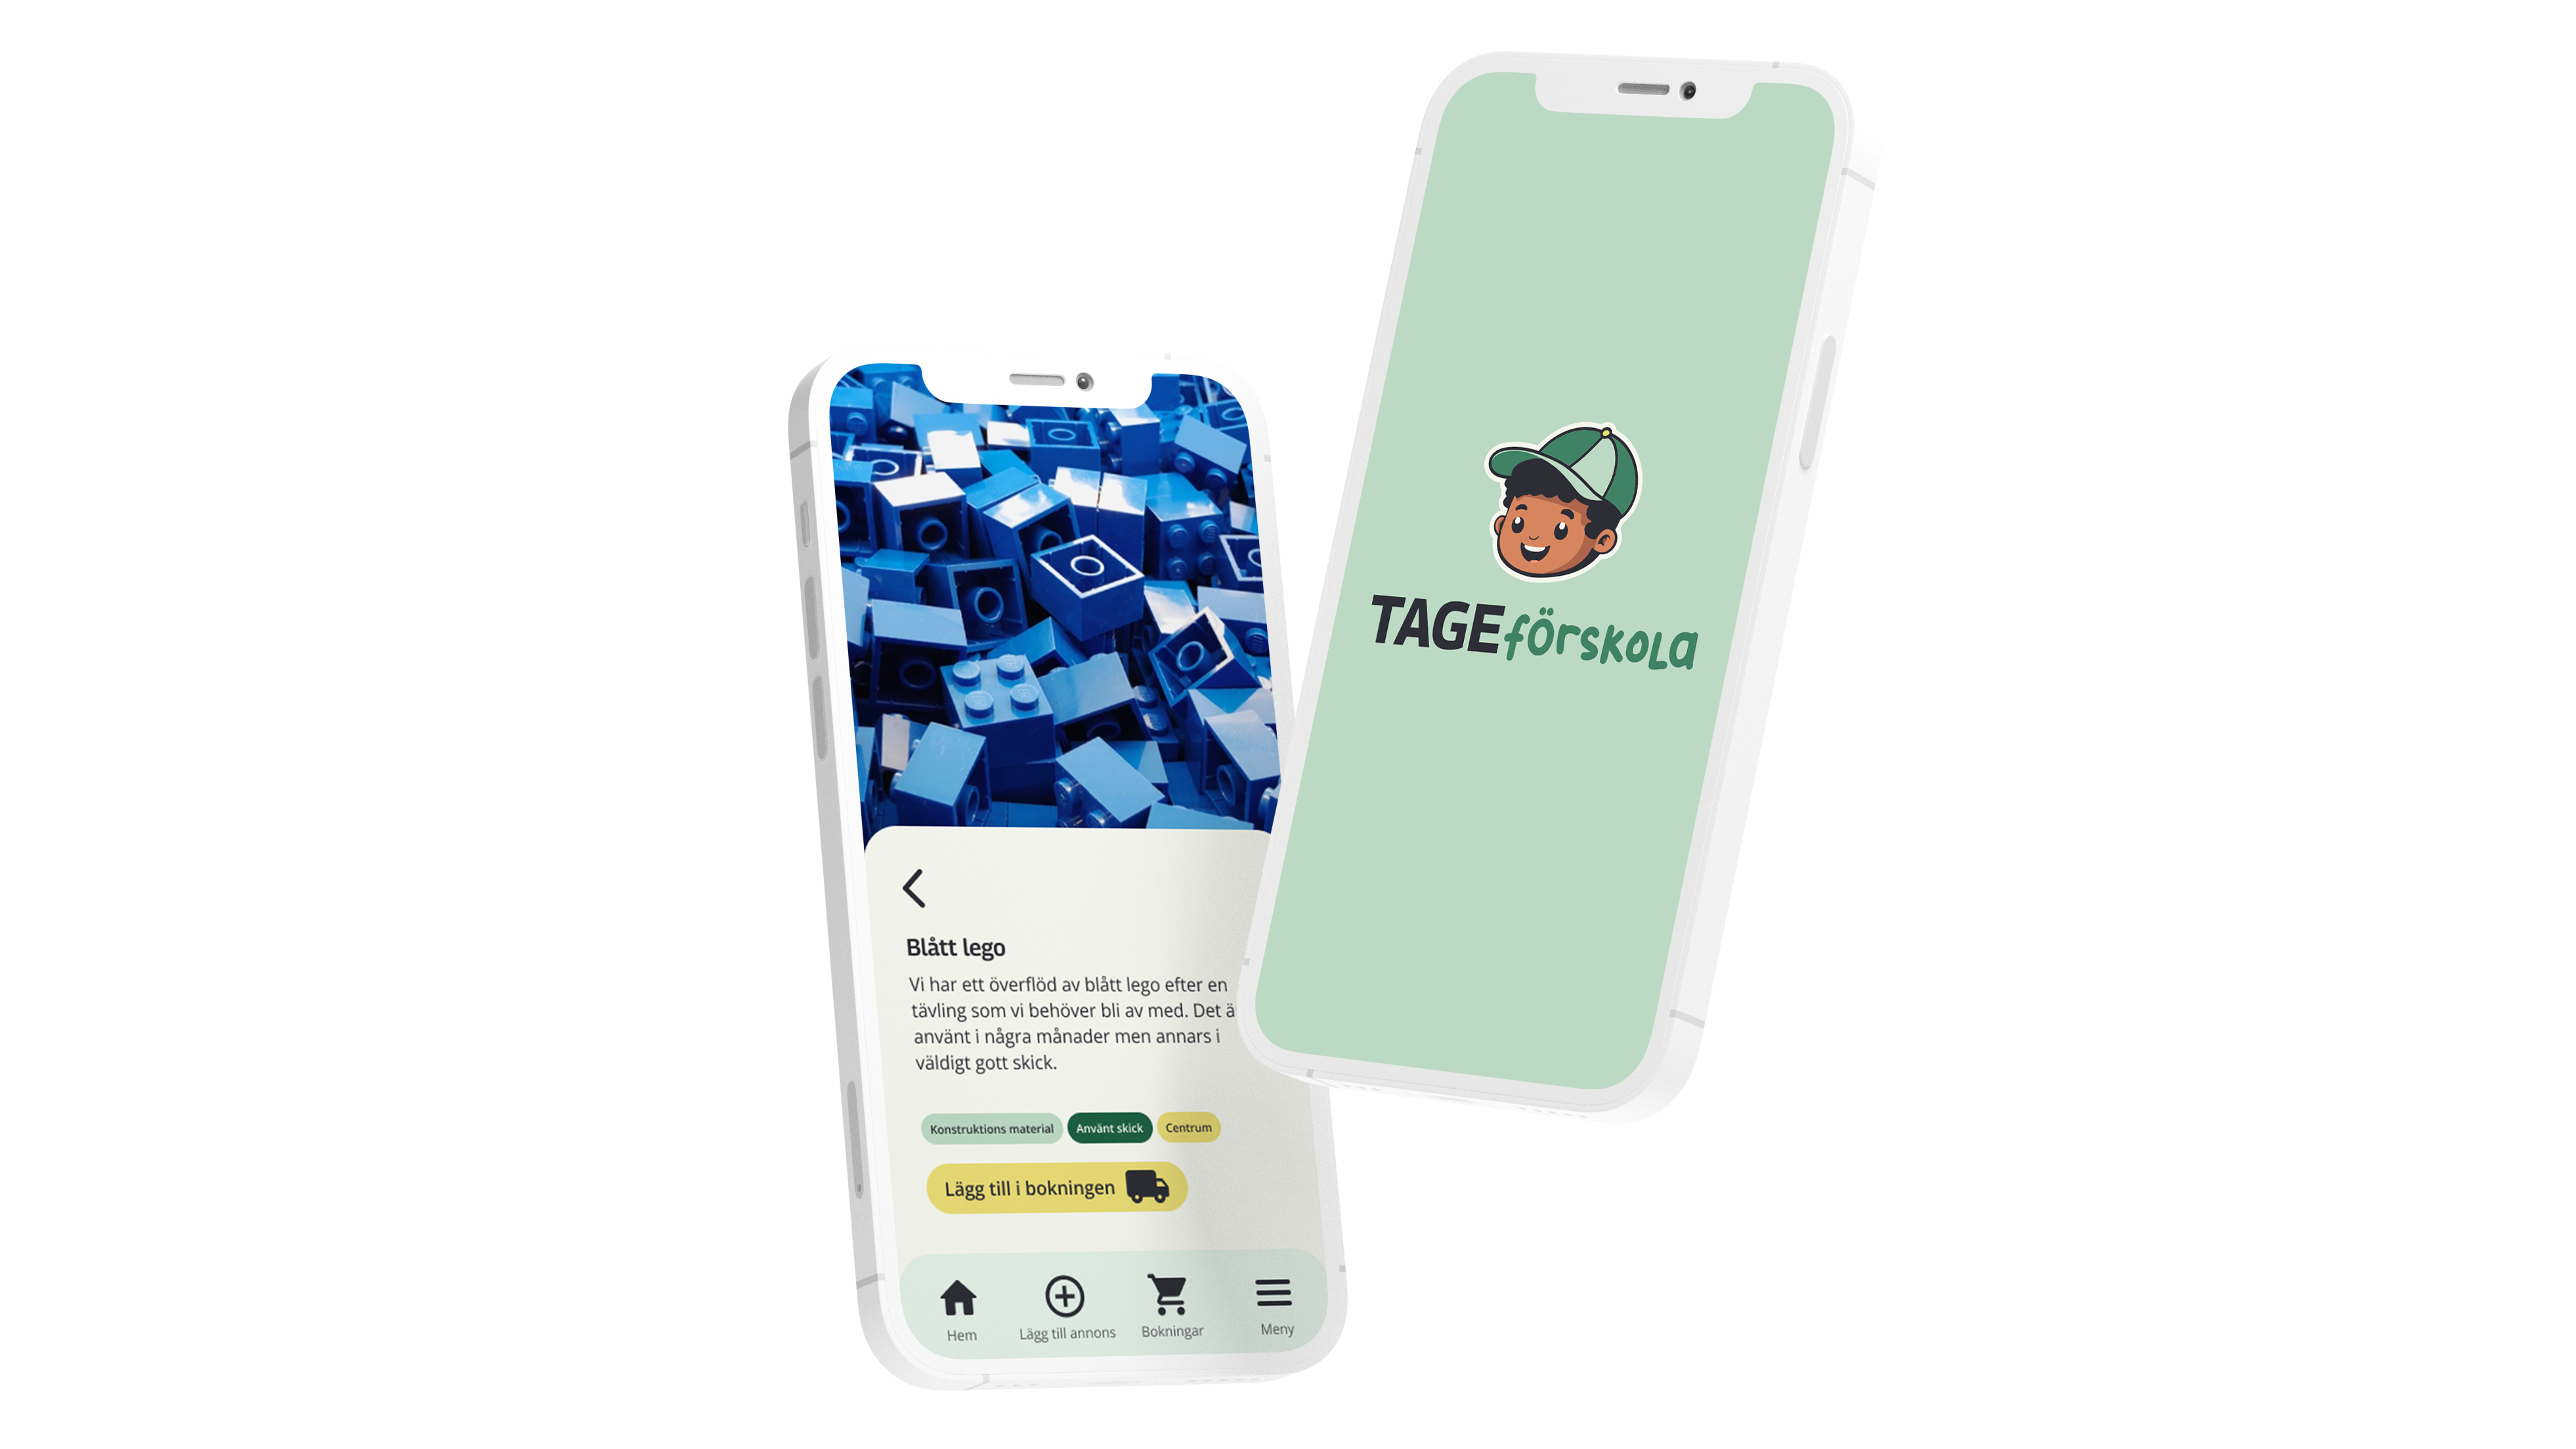 TAGE förskola
Blått lego
Vi har ett överflöd av blått lego efter en
tävling som vi behöver bli av med. Det
använt i några månader men annars i
väldigt gott skick.
Konstruktions material
Använt skick
Centrum
Lägg till i bokningen
Hem
Lägg till annons
Bokningar
Meny